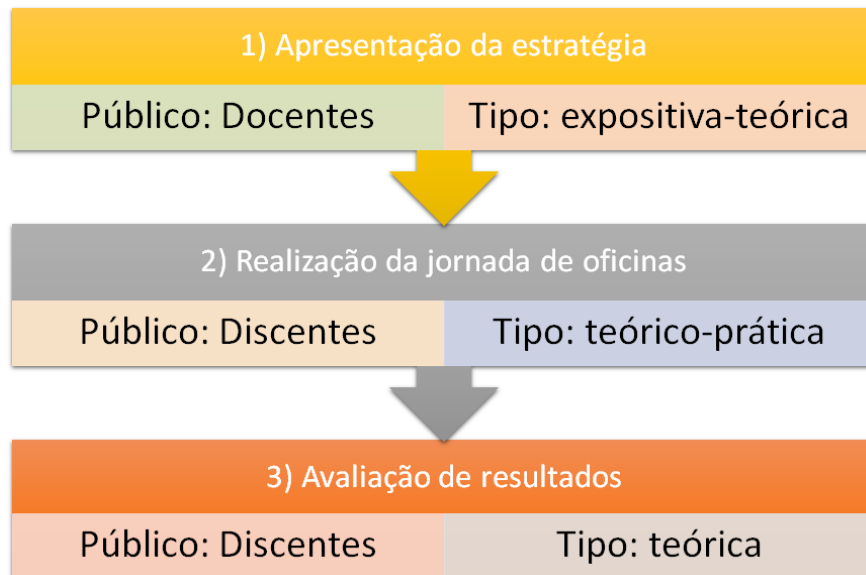 1) Apresentação da estratégia
Público: Docentes
Tipo: expositiva-teórica
2) Realização da jornada de oficinas
Público: Discentes
Tipo: teórico-prática
3) Avaliação de resultados
Público: Discentes
Tipo: teórica